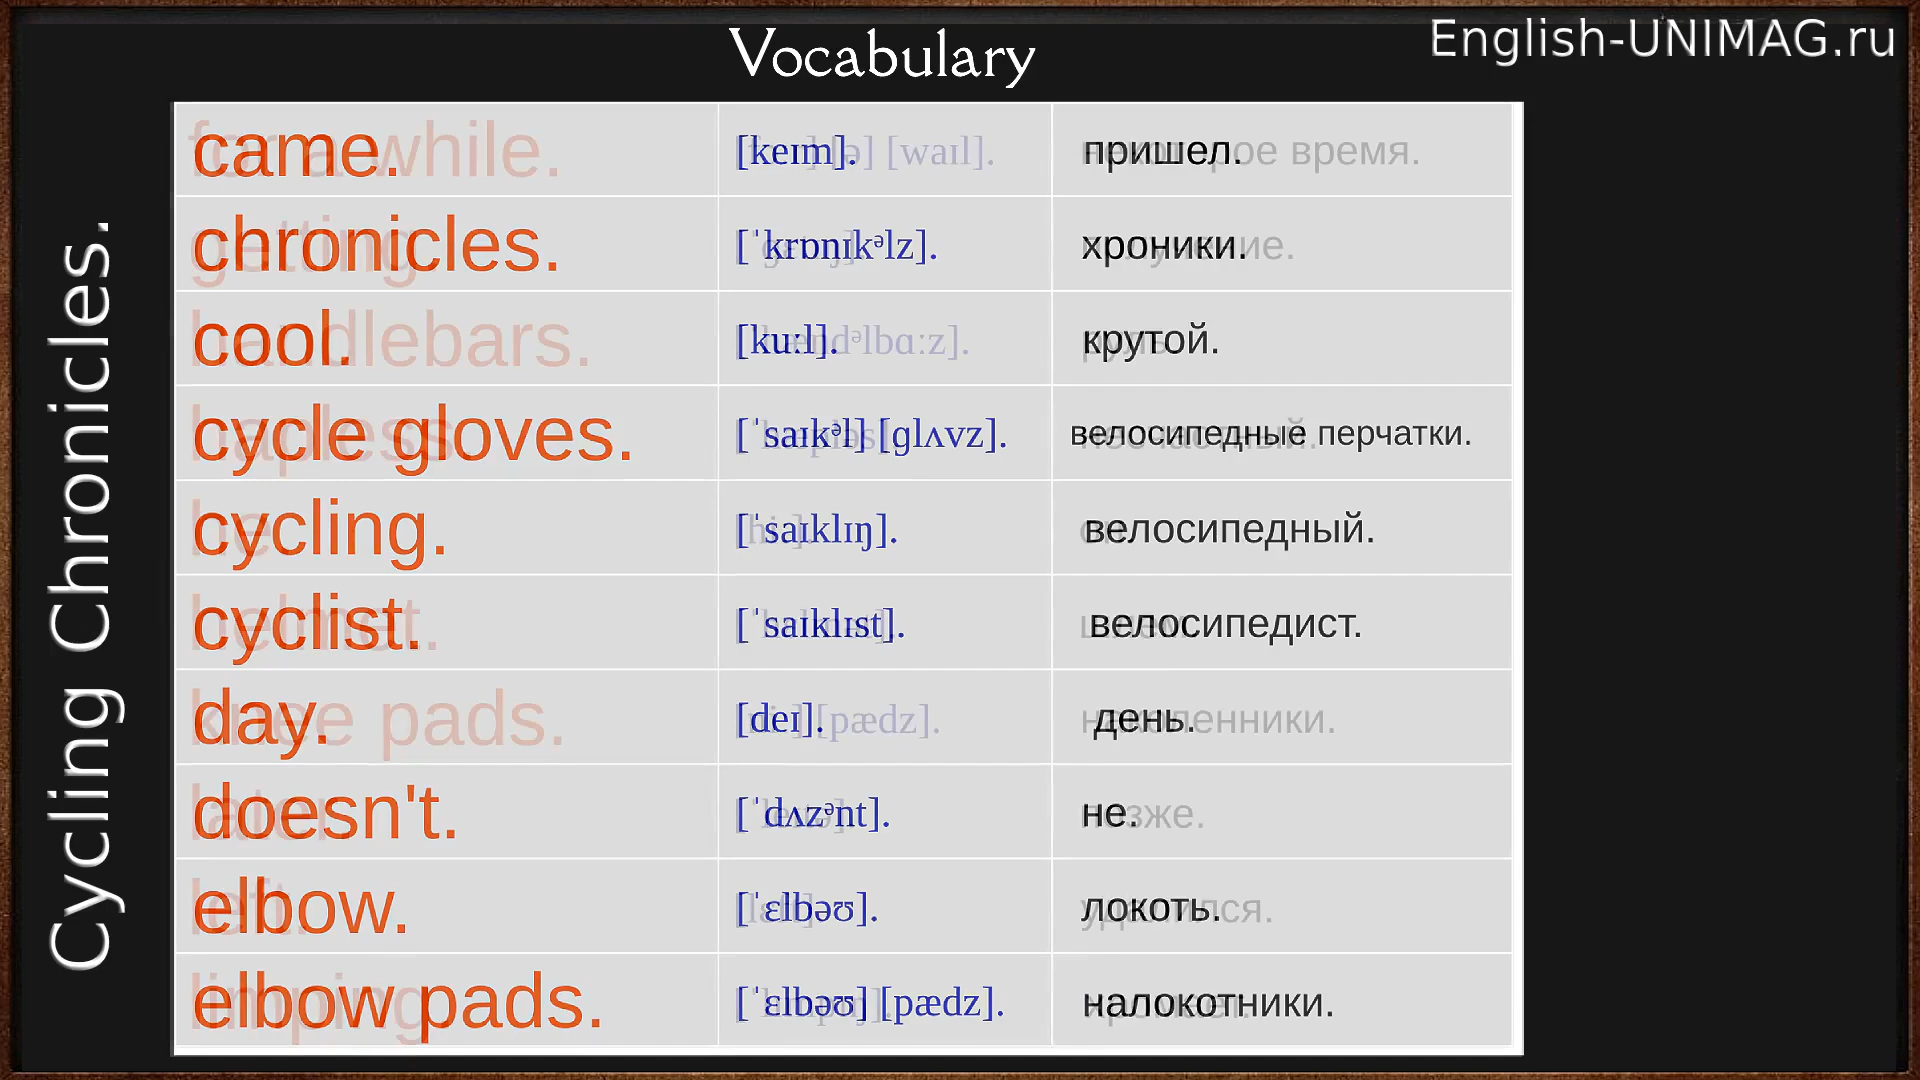 Vocabulary
English-UNIMAG.ru
Cycling Chronicles.
came. [keɪm]. пришел.
chronicles. [ˈkrɒnɪkᵊlz]. хроники.
cool. [kuːl]. крутой.
cycle gloves. [ˈsaɪkᵊl] [ɡlʌvz]. велосипедные перчатки.
cycling. [ˈsaɪklɪŋ]. велосипедный.
cyclist. [ˈsaɪklɪst]. велосипедист.
day. [deɪ]. день.
doesn't. [ˈdʌzᵊnt]. не.
elbow. [ˈɛlbəʊ]. локоть.
elbow pads. [ˈɛlbəʊ] [pædz]. налокотники.